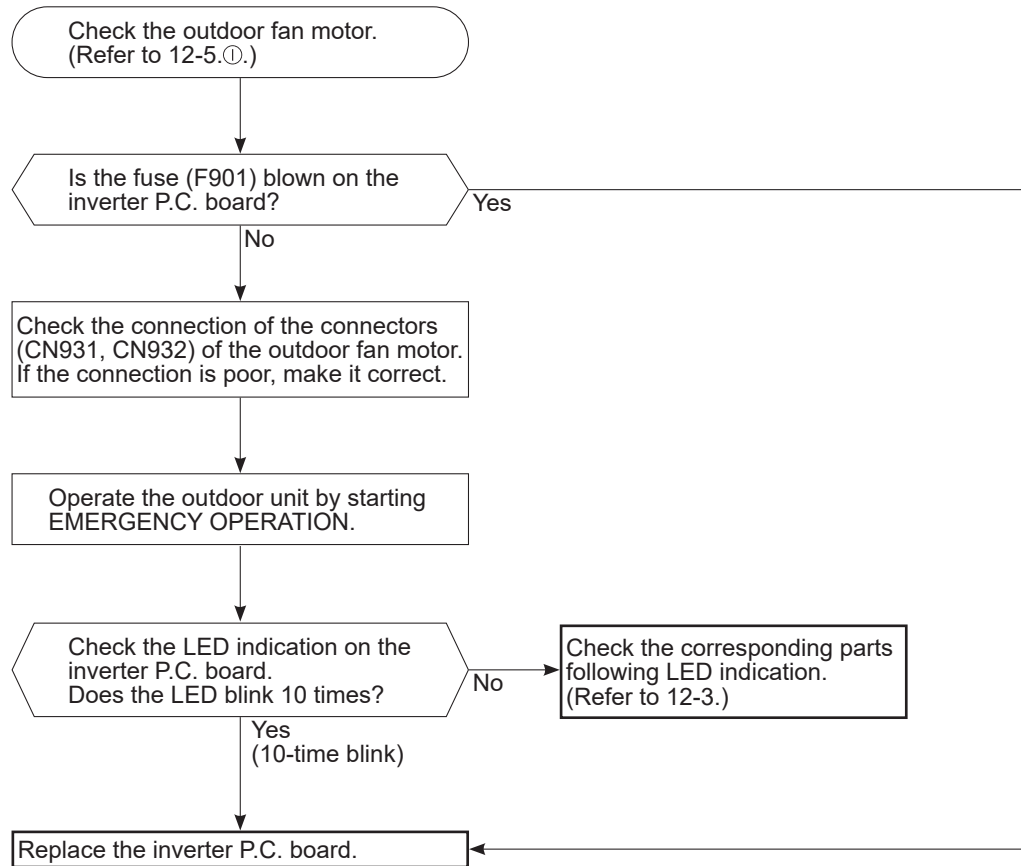 Check the outdoor fan motor.
(Refer to 12-5.Ⓘ.)
Is the fuse (F901) blown on the
inverter P.C. board?
Yes
No
Check the connection of the connectors
(CN931, CN932) of the outdoor fan motor.
If the connection is poor, make it correct.
Operate the outdoor unit by starting
EMERGENCY OPERATION.
Check the LED indication on the
inverter P.C. board.
Does the LED blink 10 times?
No
Check the corresponding parts
following LED indication.
(Refer to 12-3.)
Yes
(10-time blink)
Replace the inverter P.C. board.